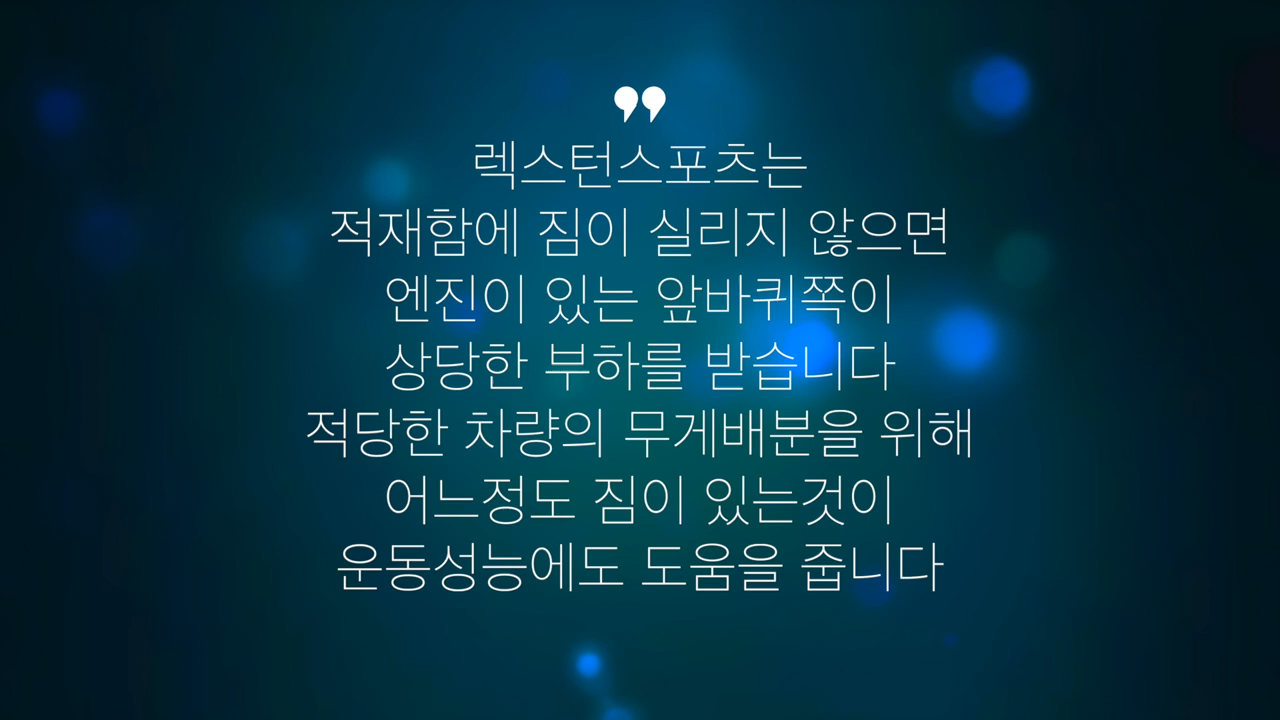 ❜❜
렉스턴스포츠는
적재함에 짐이 실리지 않으면
엔진이 있는 앞바퀴쪽이
상당한 부하를 받습니다
적당한 차량의 무게배분을 위해
어느정도 짐이 있는것이
운동성능에도 도움을 줍니다